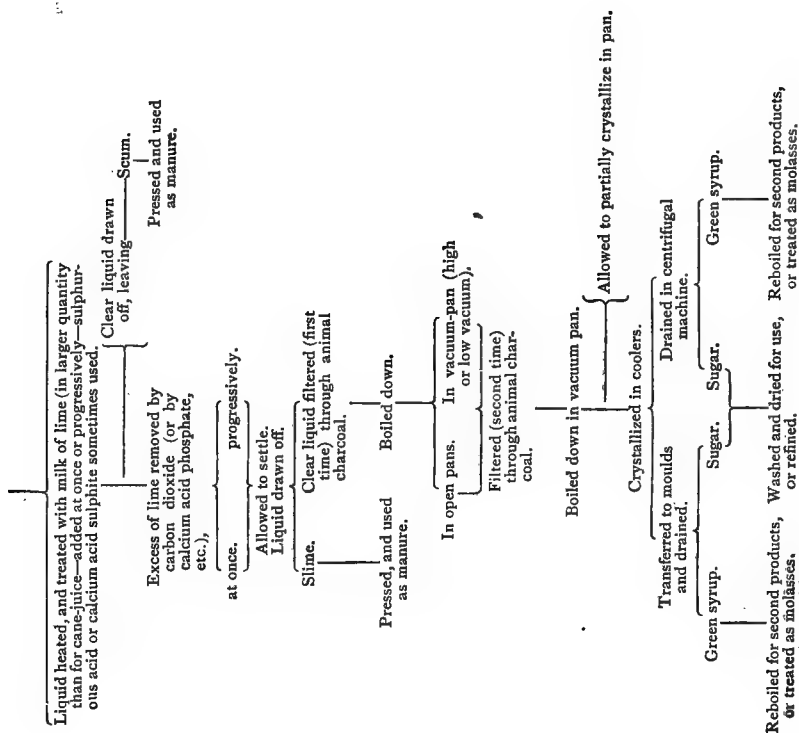 Liquid heated, and treated with milk of lime (in larger quantity
than for cane-juice—added at once or progressively—sulphur-
ous acid or calcium acid sulphite sometimes used.
Clear liquid drawn
off, leaving
Scum.
Pressed and used
as manure.
Excess of lime removed by
carbon dioxide (or by
calcium acid phosphate,
etc.),
at once.
progressively.
Allowed to settle.
Liquid drawn off.
Slime.
Clear liquid filtered (first
time) through animal
charcoal.
Pressed, and used
as manure.
Boiled down.
In open pans.
In vacuum-pan (high
or low vacuum).
Filtered (second time)
through animal char-
coal.
Boiled down in vacuum pan.
Allowed to partially crystallize in pan.
Crystallized in coolers.
Transferred to moulds
and drained.
Drained in centrifugal
machine.
Green syrup.
Sugar.
Sugar.
Green syrup.
Reboiled for second products,
or treated as molasses.
Washed and dried for use,
or refined.
Reboiled for second products,
or treated as molasses.